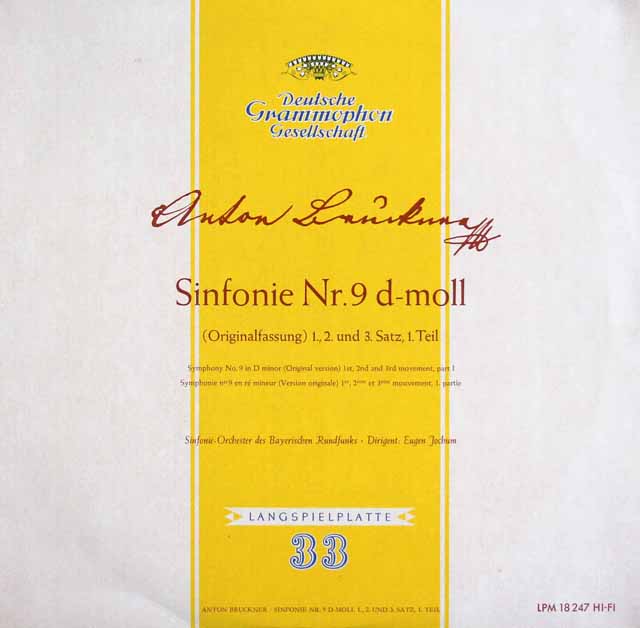 Deutsche
Grammophon
Gesellschaft
Anton Bruckner
Sinfonie Nr. 9 d-moll
(Originalfassung) 1., 2. und 3. Satz, 1. Teil
Symphony No. 9 in D minor (Original version) 1st, 2nd and 3rd movement, part I
Symphonie nº 9 en ré mineur (Version originale) 1er, 2ème et 3ème mouvement, 1. partie
Sinfonie-Orchester des Bayerischen Rundfunks · Dirigent: Eugen Jochum
LANGSPIELPLATTE
33
ANTON BRUCKNER · SINFONIE NR. 9 D-MOLL 1., 2. UND 3. SATZ, 1. TEIL
LPM 18 247 HI-FI